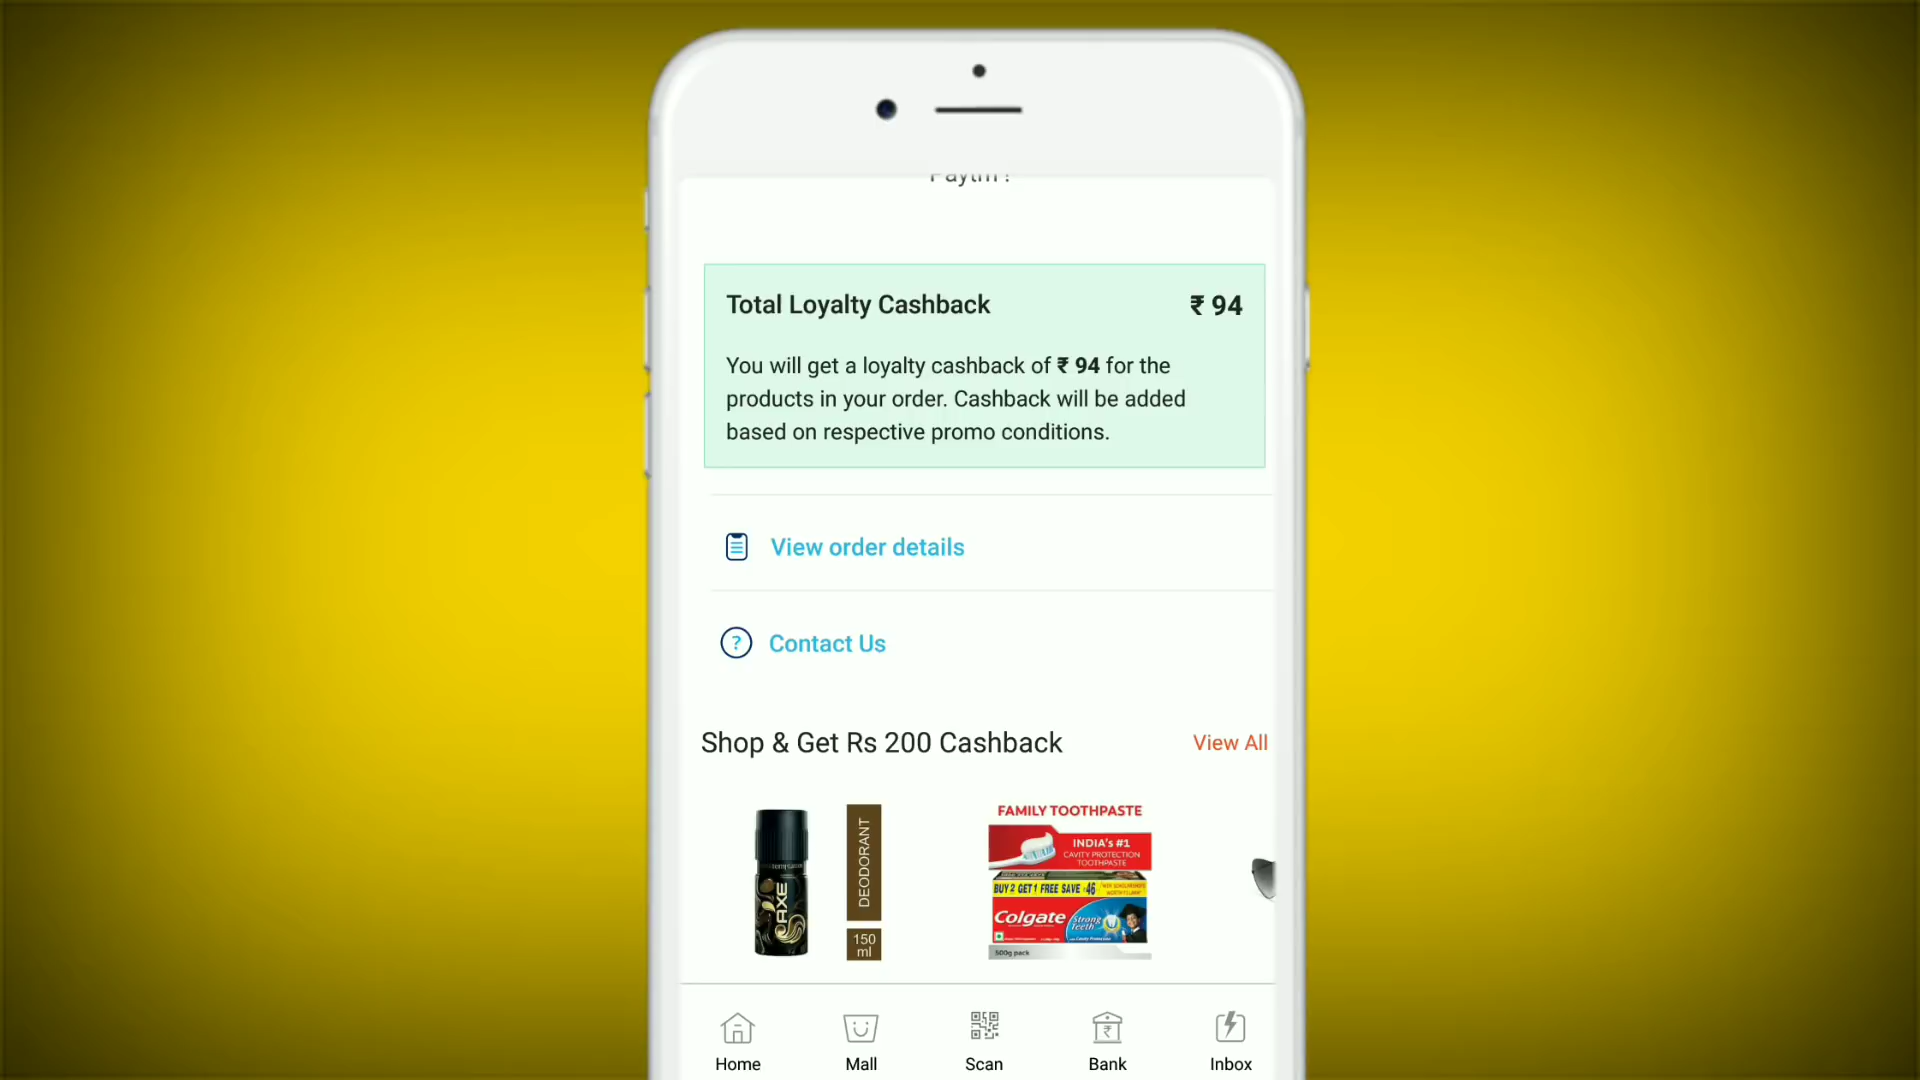 Paytm !
Total Loyalty Cashback ₹ 94
You will get a loyalty cashback of ₹ 94 for the
products in your order. Cashback will be added
based on respective promo conditions.
View order details
? Contact Us
Shop & Get Rs 200 Cashback View All
AXE
DEODORANT
150
ml
FAMILY TOOTHPASTE
INDIA's #1
CAVITY PROTECTION
TOOTHPASTE
BUY 2 GET 1 FREE SAVE ₹46
Colgate Strong
Teeth
500g pack
Home Mall Scan Bank Inbox